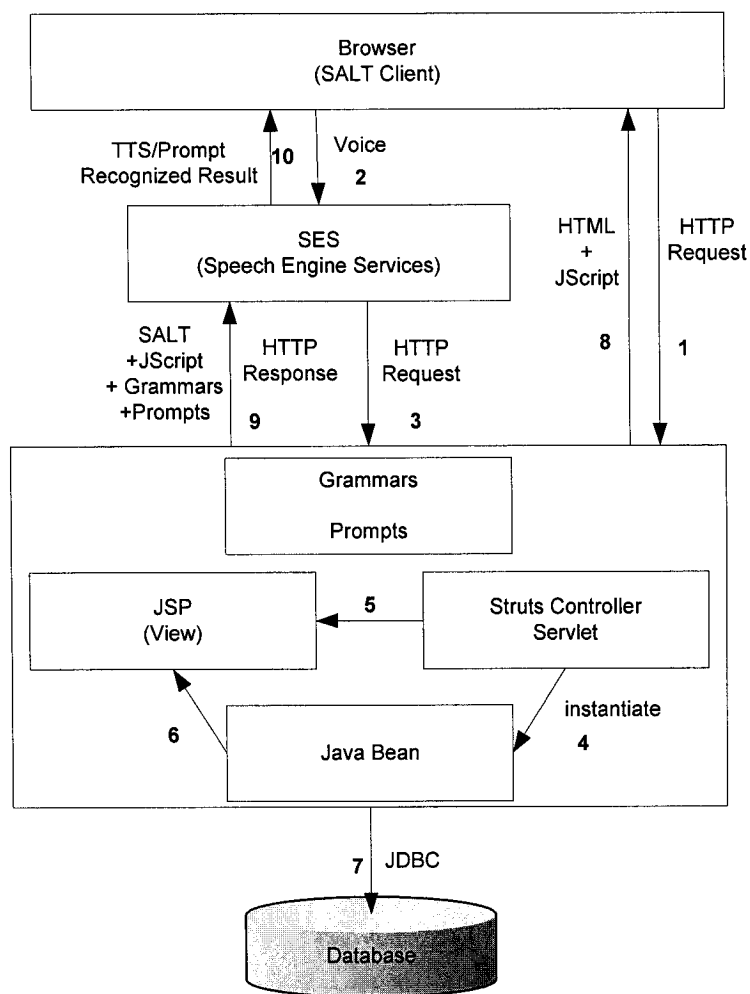 Browser
(SALT Client)
TTS/Prompt
Recognized Result
10
Voice
2
SES
(Speech Engine Services)
HTML
+
JScript
8
HTTP
Request
1
SALT
+JScript
+ Grammars
+Prompts
HTTP
Response
9
HTTP
Request
3
Grammars
Prompts
JSP
(View)
5
Struts Controller
Servlet
6
Java Bean
instantiate
4
7
JDBC
Database